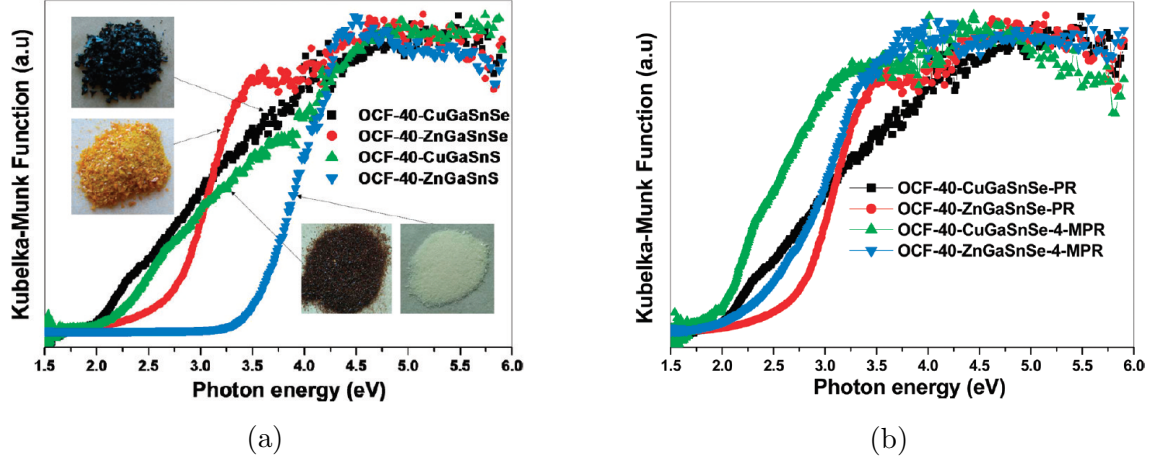 Kubelka-Munk Function (a.u)
OCF-40-CuGaSnSe
OCF-40-ZnGaSnSe
OCF-40-CuGaSnS
OCF-40-ZnGaSnS
1.5 2.0 2.5 3.0 3.5 4.0 4.5 5.0 5.5 6.0
Photon energy (eV)
(a)
Kubelka-Munk Function (a.u)
OCF-40-CuGaSnSe-PR
OCF-40-ZnGaSnSe-PR
OCF-40-CuGaSnSe-4-MPR
OCF-40-ZnGaSnSe-4-MPR
1.5 2.0 2.5 3.0 3.5 4.0 4.5 5.0 5.5 6.0
Photon energy (eV)
(b)